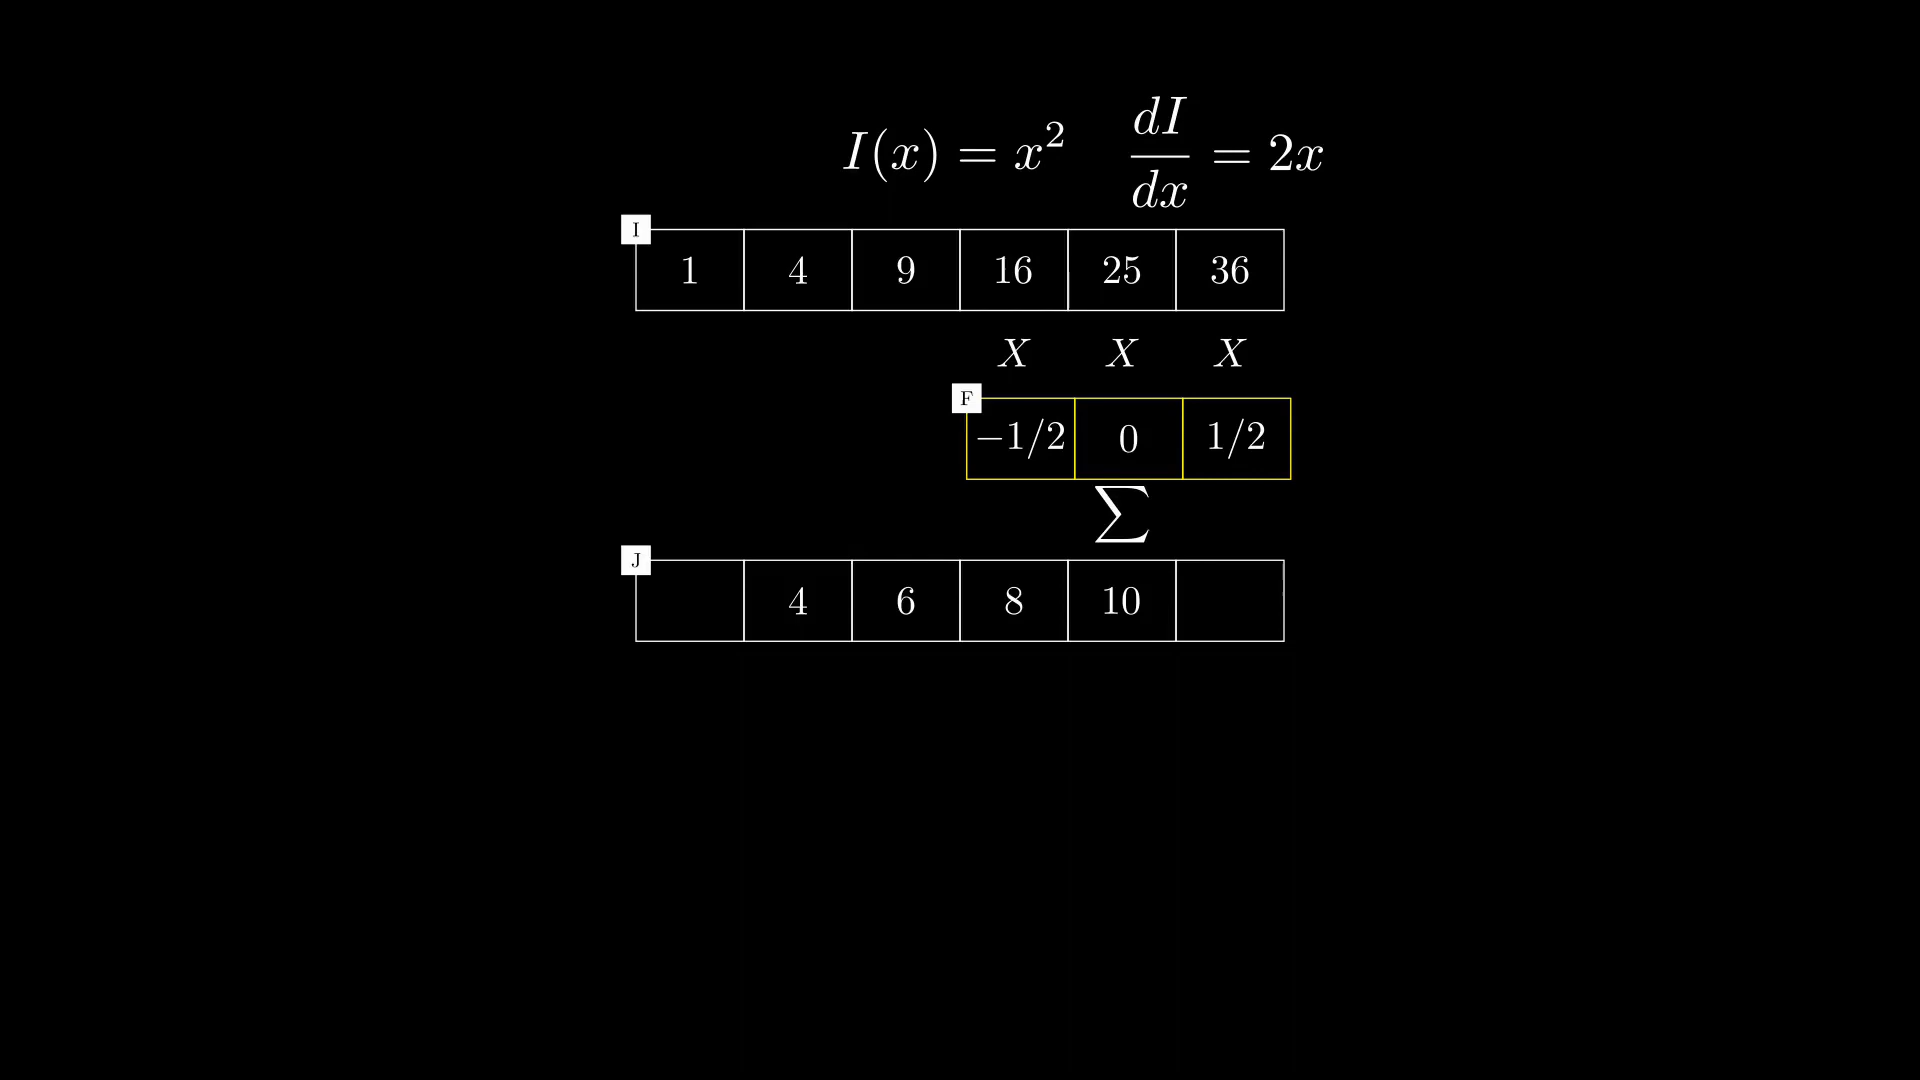 I(x) = x² dI/dx = 2x
I
1 4 9 16 25 36
X X X
F
−1/2 0 1/2
∑
J
4 6 8 10